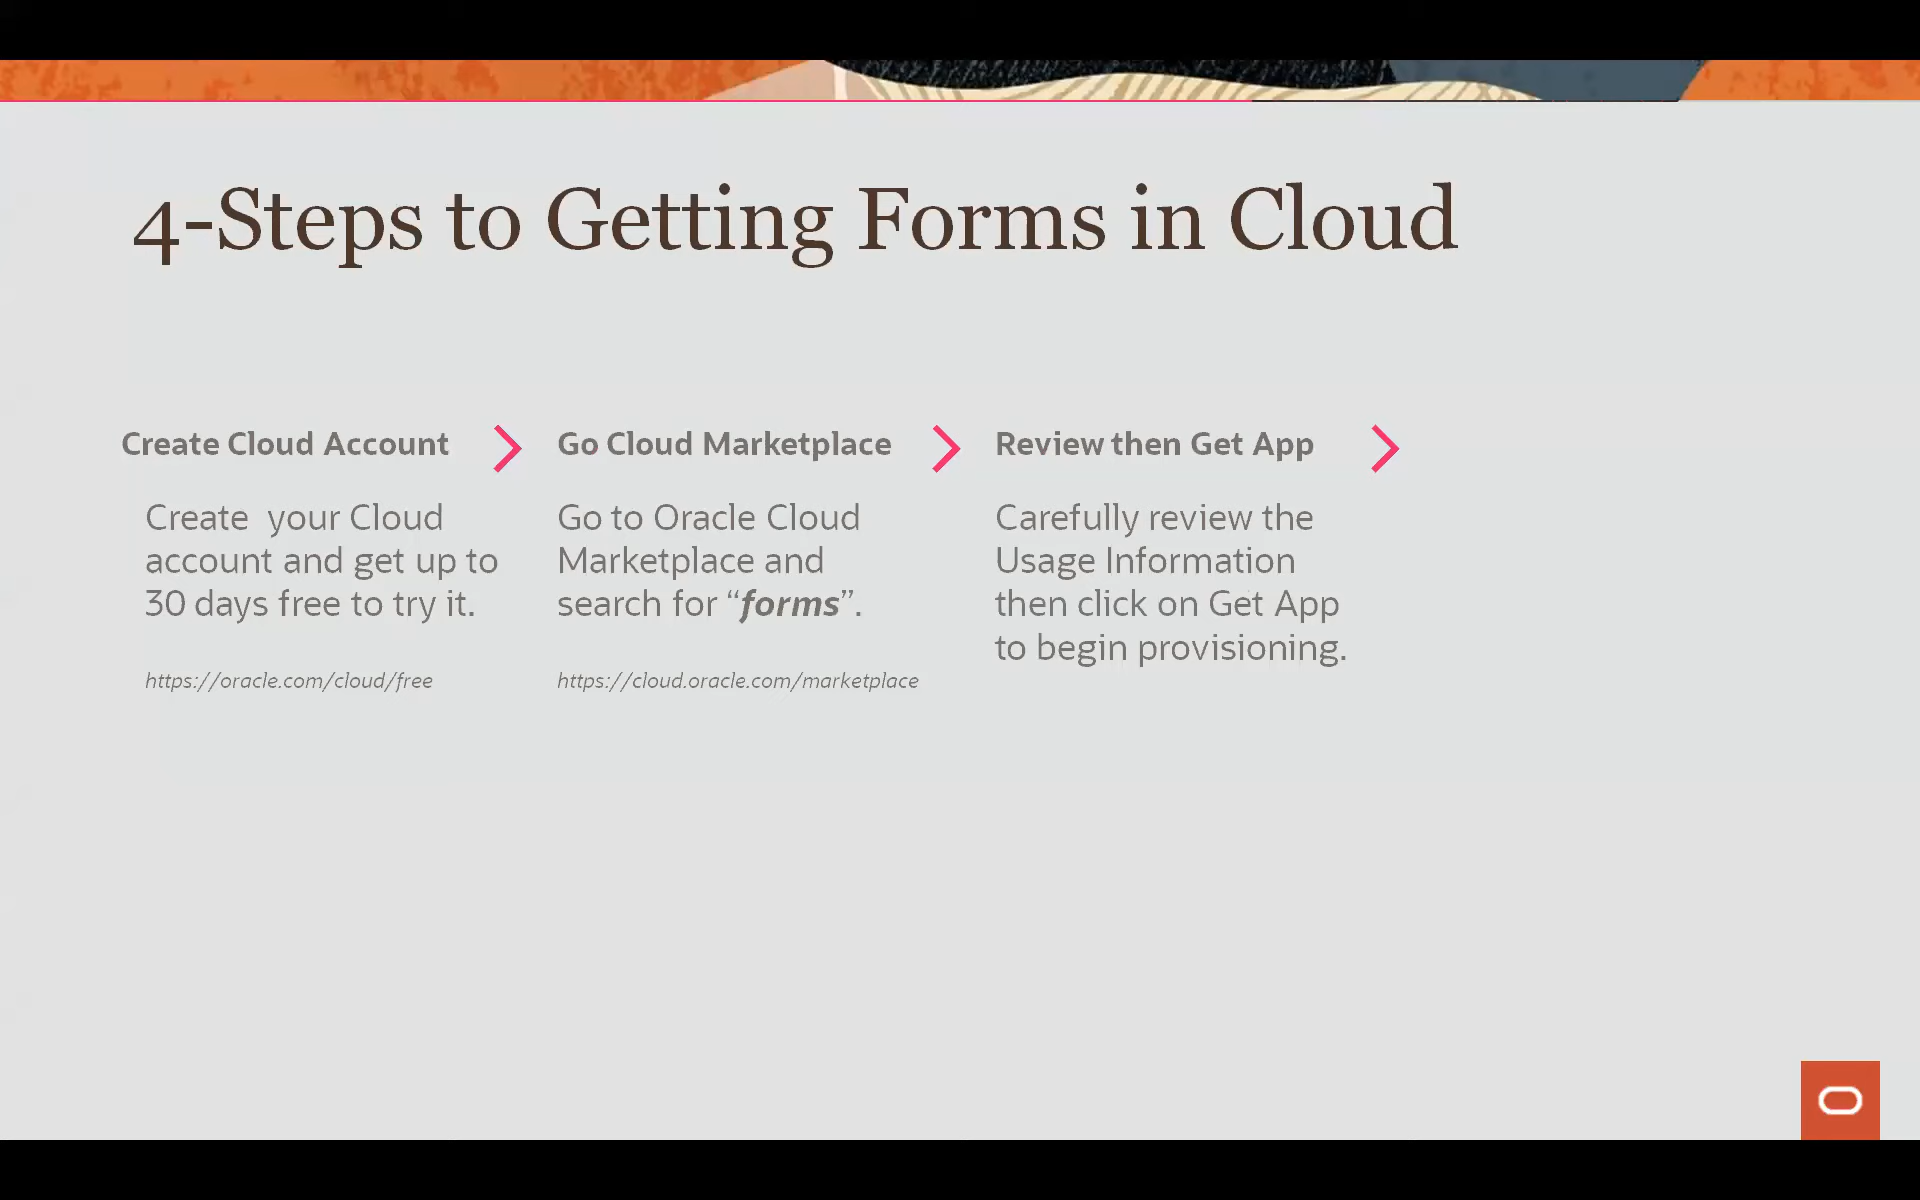 4-Steps to Getting Forms in Cloud
Create Cloud Account
Create  your Cloud
account and get up to
30 days free to try it.
https://oracle.com/cloud/free
Go Cloud Marketplace
Go to Oracle Cloud
Marketplace and
search for “forms”.
https://cloud.oracle.com/marketplace
Review then Get App
Carefully review the
Usage Information
then click on Get App
to begin provisioning.